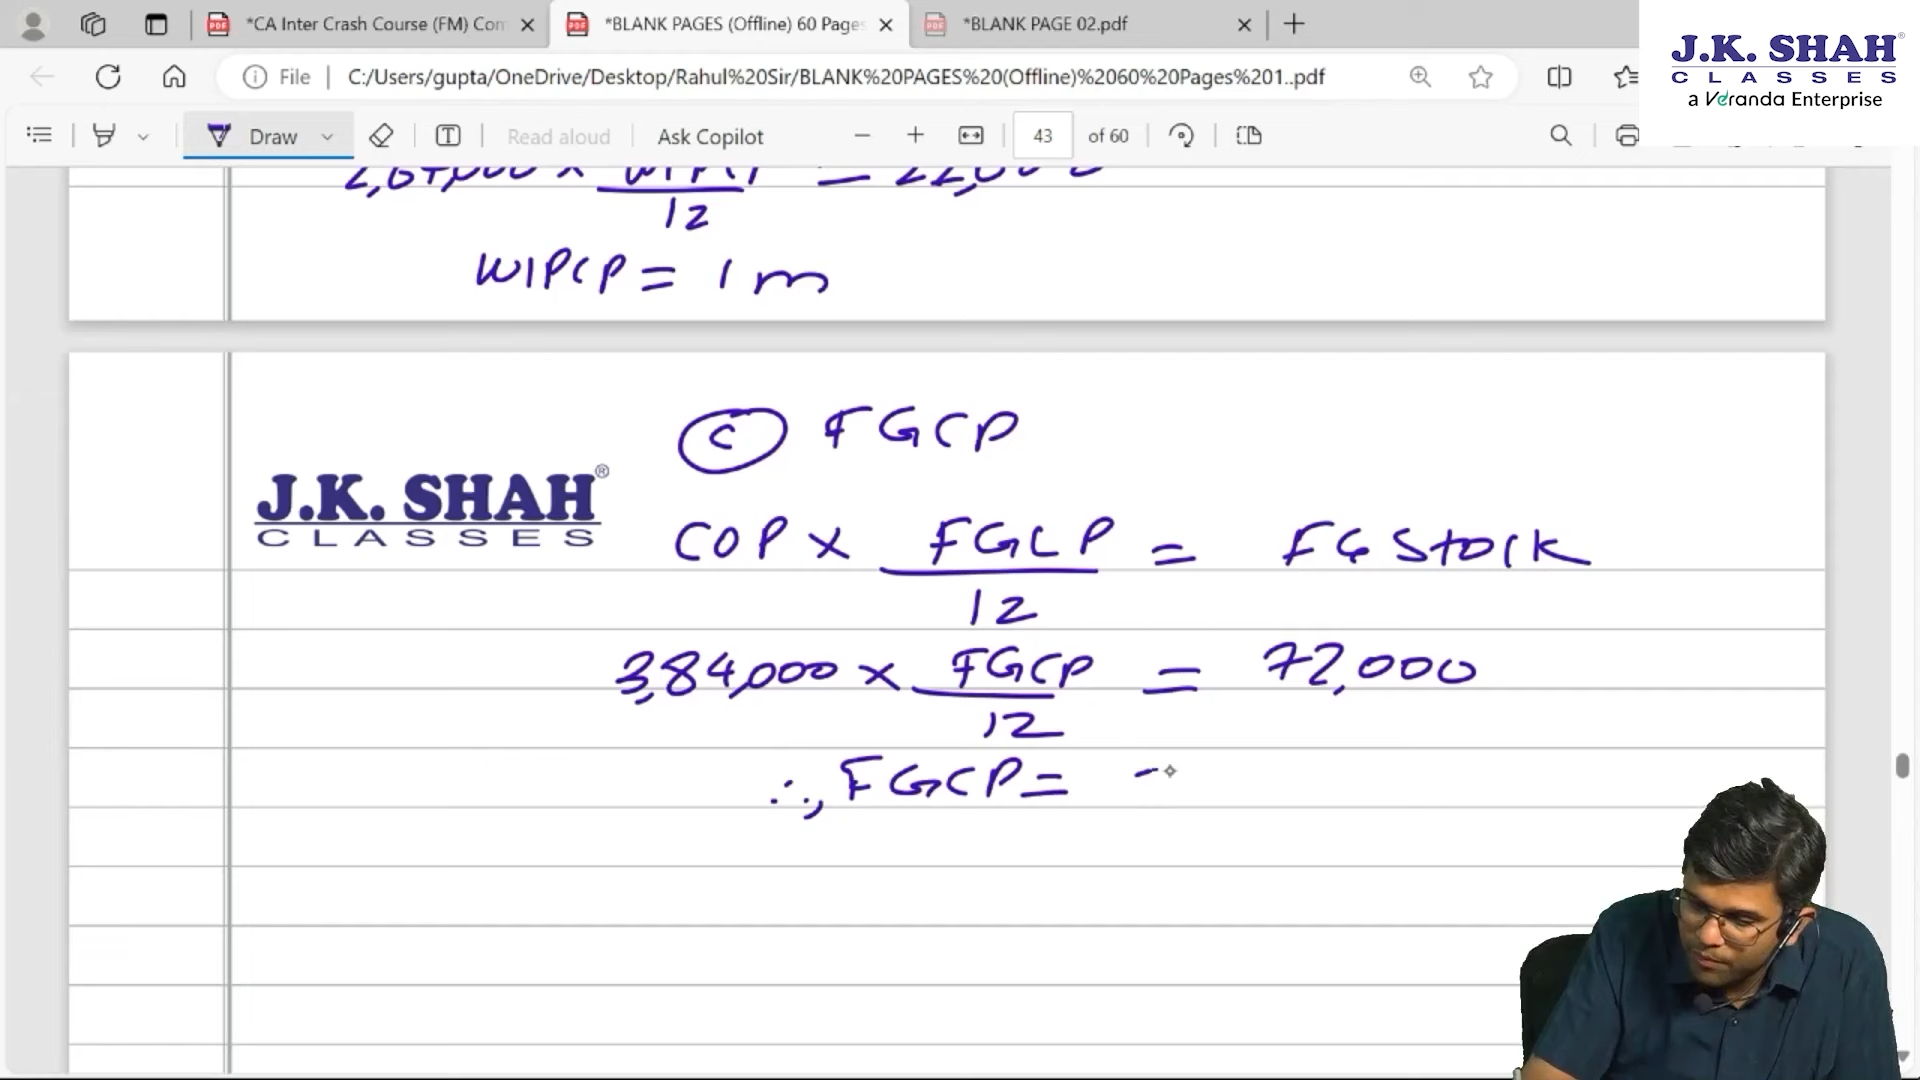 *CA Inter Crash Course (FM) Com
*BLANK PAGES (Offline) 60 Pages
*BLANK PAGE 02.pdf
J.K. SHAH®
CLASSES
a Veranda Enterprise
File
C:/Users/gupta/OneDrive/Desktop/Rahul%20Sir/BLANK%20PAGES%20(Offline)%2060%20Pages%201..pdf
Draw
Read aloud
Ask Copilot
43 of 60
12
WIPCP = 1 m
C FGCP
J.K. SHAH®
CLASSES
COP x FGCP = FG Stock
12
3,84,000 x FGCP = 72,000
12
∴, FGCP =